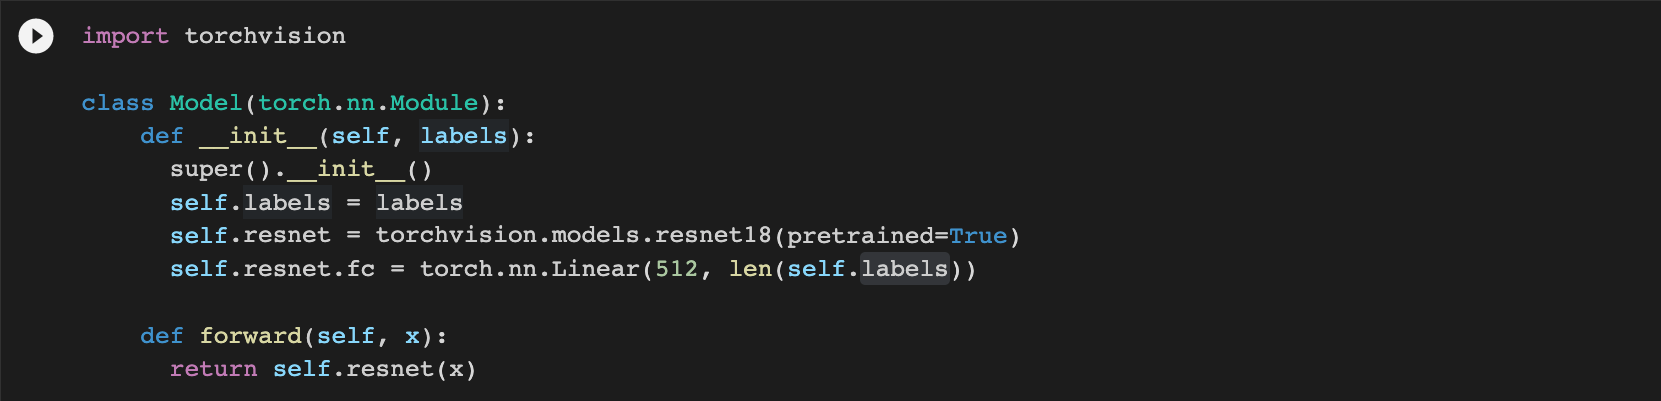 import torchvision
class Model(torch.nn.Module):
def __init__(self, labels):
super().__init__()
self.labels = labels
self.resnet = torchvision.models.resnet18(pretrained=True)
self.resnet.fc = torch.nn.Linear(512, len(self.labels))
def forward(self, x):
return self.resnet(x)